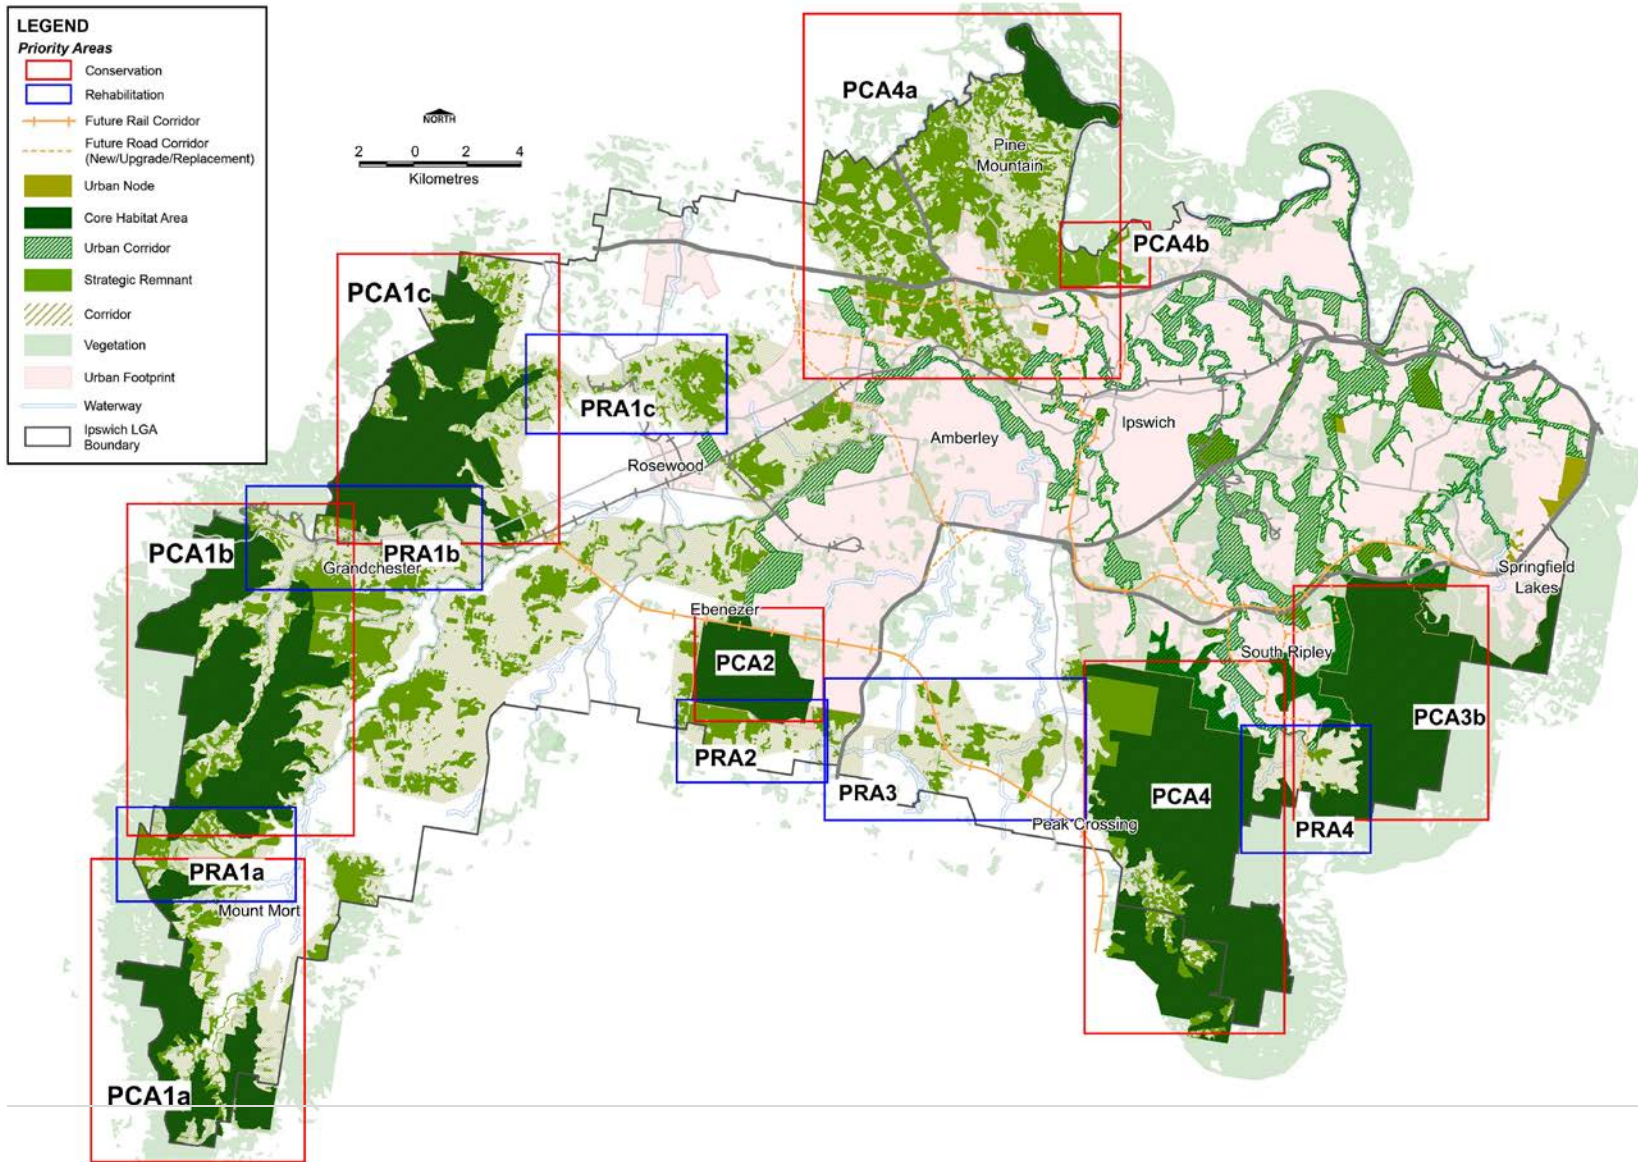 LEGEND
Priority Areas
Conservation
Rehabilitation
Future Rail Corridor
Future Road Corridor
(New/Upgrade/Replacement)
Urban Node
Core Habitat Area
Urban Corridor
Strategic Remnant
Corridor
Vegetation
Urban Footprint
Waterway
Ipswich LGA
Boundary
NORTH
2 0 2 4
Kilometres
PCA4a
Pine
Mountain
PCA4b
PCA1c
PRA1c
Rosewood
Amberley
Ipswich
PCA1b
PRA1b
Grandchester
Springfield
Lakes
Ebenezer
PCA2
South Ripley
PCA3b
PRA2
PRA3
PCA4
Peak Crossing
PRA4
PRA1a
Mount Mort
PCA1a